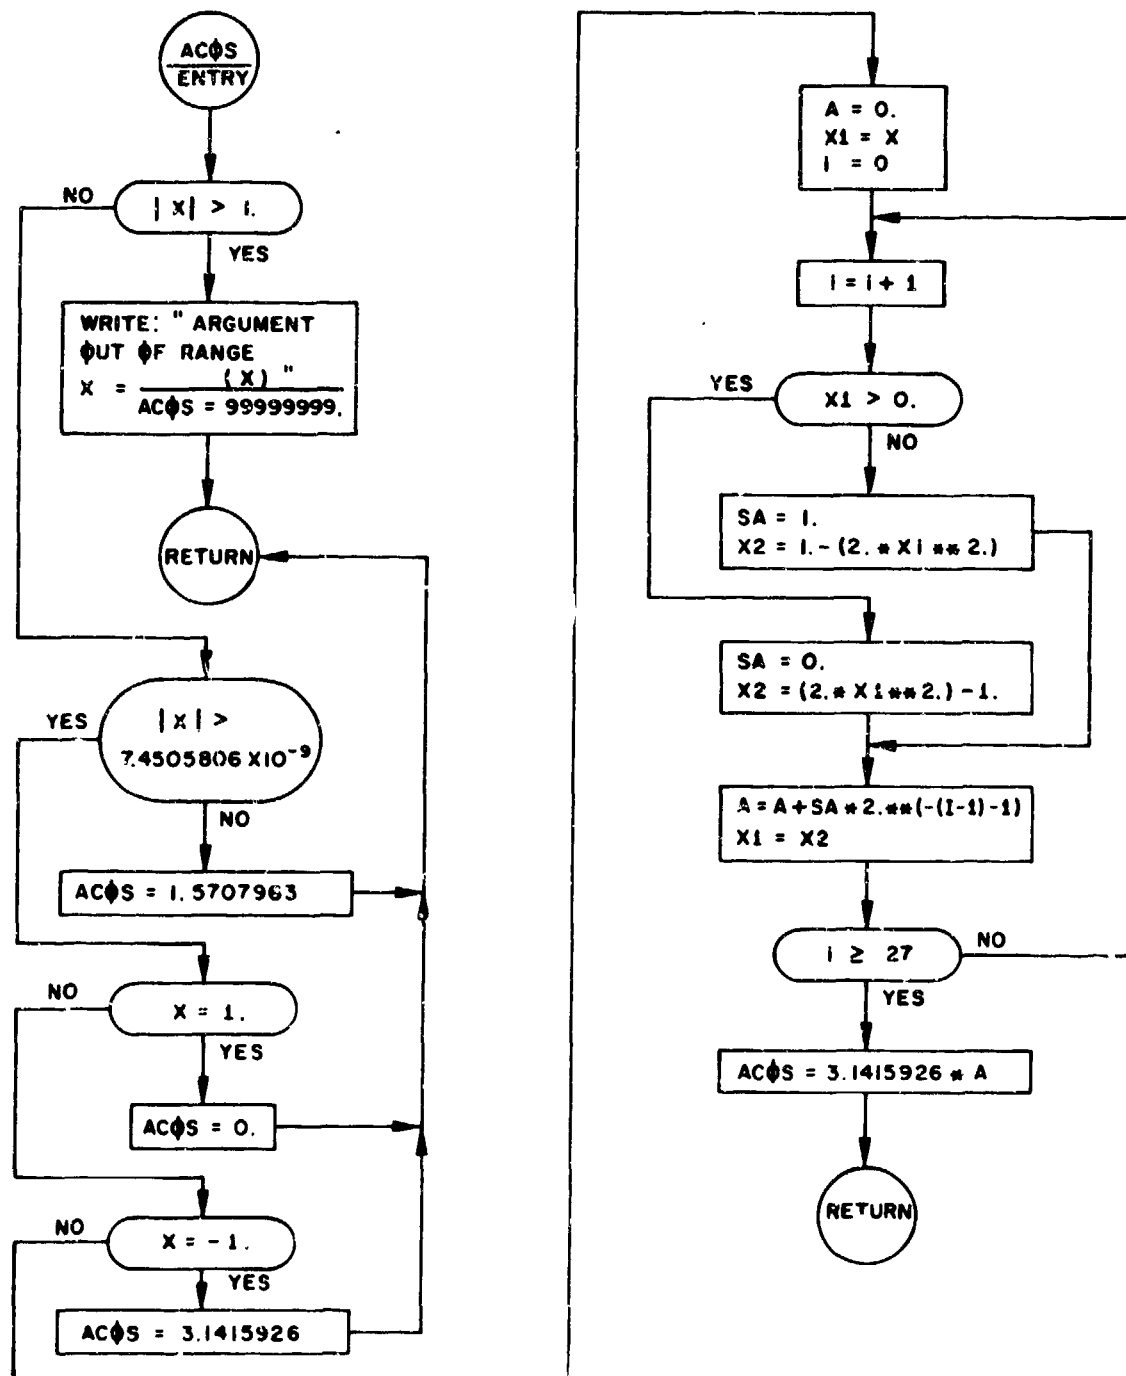 ACϕS
ENTRY
NO
|X| > 1.
YES
WRITE: " ARGUMENT
ϕUT ϕF RANGE
X = (X) "
ACϕS = 99999999.
RETURN
YES
|X| >
7.4505806 X10⁻⁹
NO
ACϕS = 1.5707963
NO
X = 1.
YES
ACϕS = 0.
NO
X = -1.
YES
ACϕS = 3.1415926
A = 0.
X1 = X
i = 0
i = i + 1
YES
X1 > 0.
NO
SA = 1.
X2 = 1. - (2. * X1 ** 2.)
SA = 0.
X2 = (2. * X1 ** 2.) - 1.
A = A + SA * 2. ** (-(I-1)-1)
X1 = X2
i ≥ 27
NO
YES
ACϕS = 3.1415926 * A
RETURN